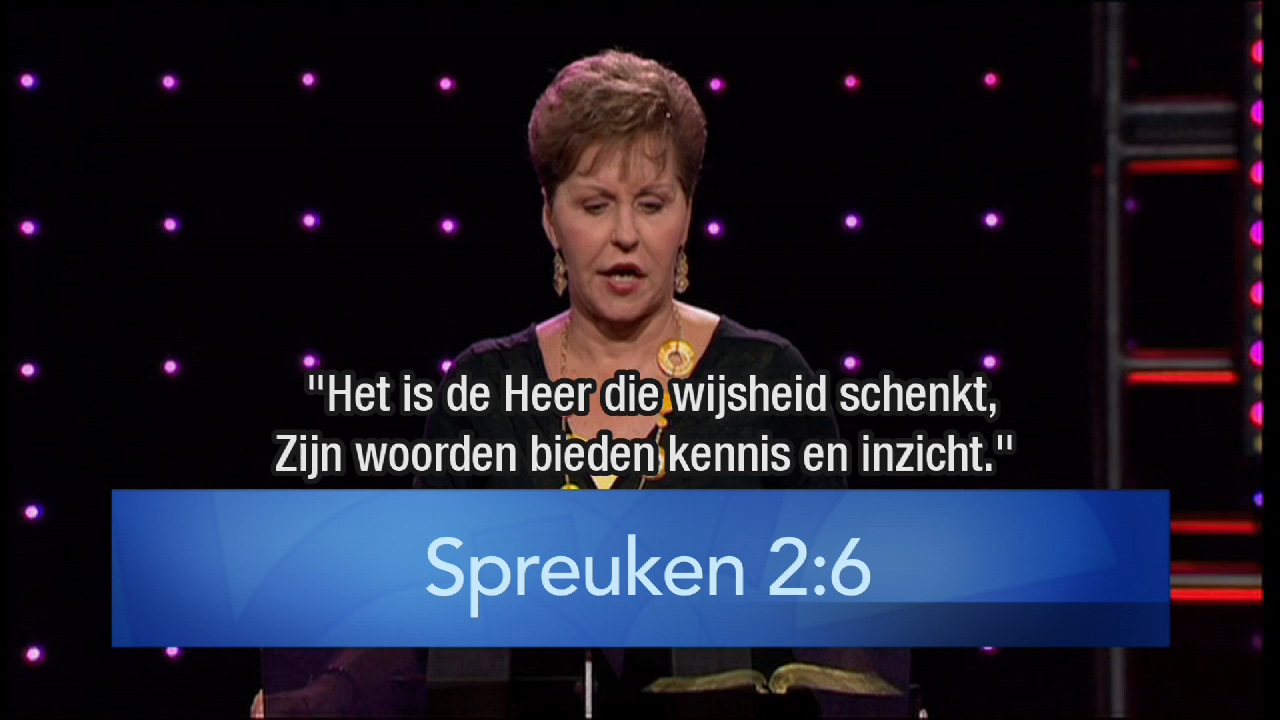 "Het is de Heer die wijsheid schenkt,
Zijn woorden bieden kennis en inzicht."
Spreuken 2:6